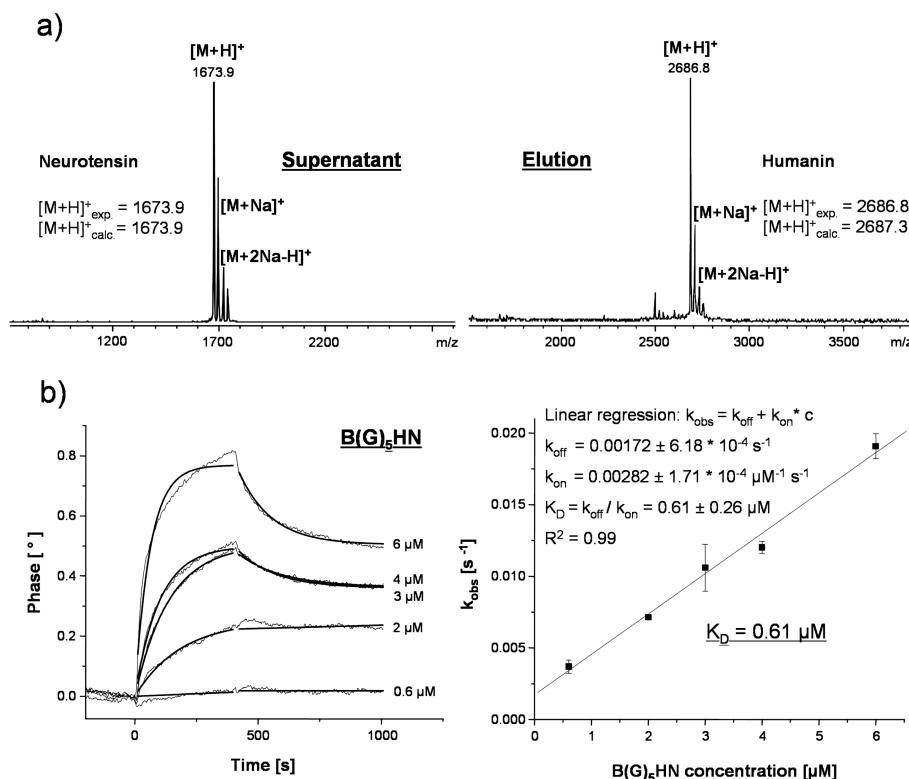 a)
[M+H]+
1673.9
Neurotensin
Supernatant
[M+H]+exp. = 1673.9
[M+H]+calc. = 1673.9
[M+Na]+
[M+2Na-H]+
1200
1700
2200
m/z
[M+H]+
2686.8
Elution
Humanin
[M+Na]+
[M+H]+exp. = 2686.8
[M+H]+calc. = 2687.3
[M+2Na-H]+
2000
2500
3000
3500
m/z
b)
B(G)5HN
0.8
0.6
0.4
0.2
0.0
Phase [ ° ]
6 µM
4 µM
3 µM
2 µM
0.6 µM
0
500
1000
Time [s]
Linear regression: kobs = koff + kon* c
koff = 0.00172 ± 6.18 * 10-4 s-1
kon = 0.00282 ± 1.71 * 10-4 µM-1 s-1
KD = koff / kon = 0.61 ± 0.26 µM
R2 = 0.99
KD = 0.61 µM
0.020
0.015
0.010
0.005
0.000
kobs [s-1]
0
1
2
3
4
5
6
B(G)5HN concentration [µM]